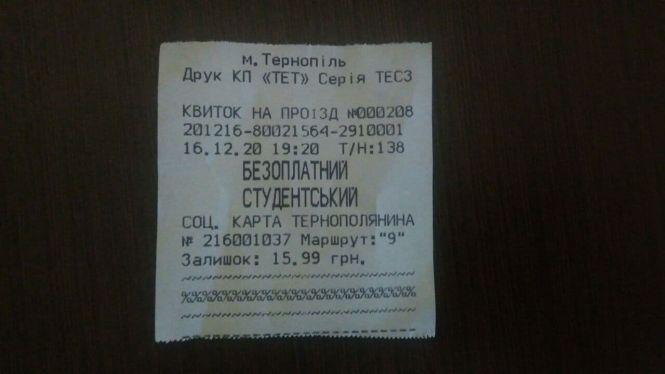 м.Тернопіль
Друк КП «ТЕТ» Серія ТЕСЗ
КВИТОК НА ПРОЇЗД №000208
201216-80021564-2910001
16.12.20 19:20 Т/Н:138
БЕЗОПЛАТНИЙ
СТУДЕНТСЬКИЙ
СОЦ. КАРТА ТЕРНОПОЛЯНИНА
№ 216001037 Маршрут:"9"
Залишок: 15.99 грн.
~~~~~~~~~~~~~~~~~~~~~~~~
%%%%%%%%%%%%%%%%%%%%%%%%
~~~~~~~~~~~~~~~~~~~~~~~~